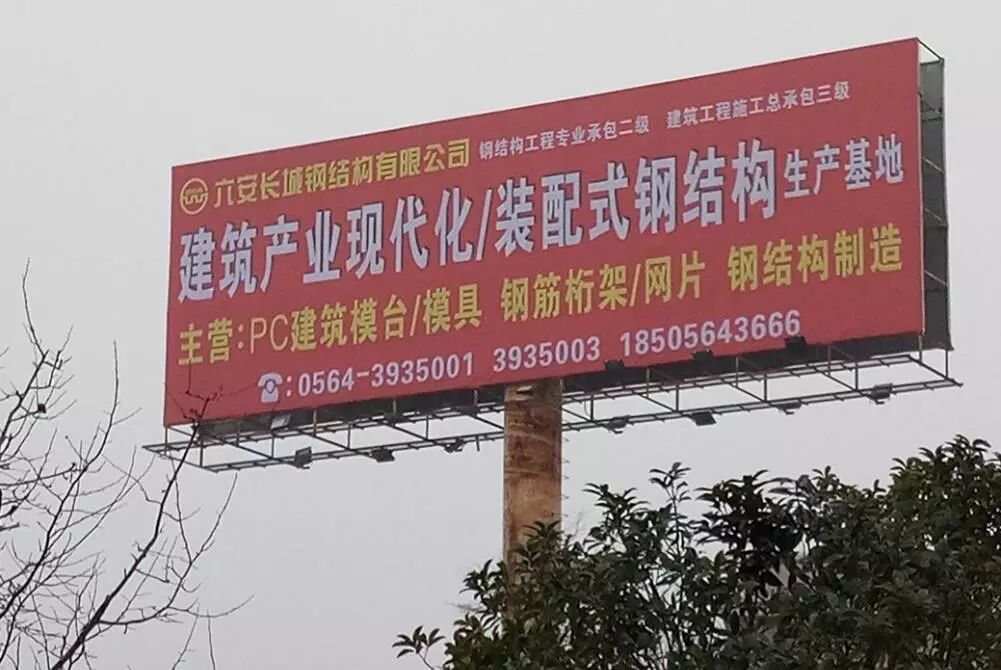 六安长城钢结构有限公司 钢结构工程专业承包二级 建筑工程施工总承包三级
建筑产业现代化/装配式钢结构生产基地
主营:PC建筑模台/模具 钢筋桁架/网片 钢结构制造
☎:0564-3935001 3935003 18505643666